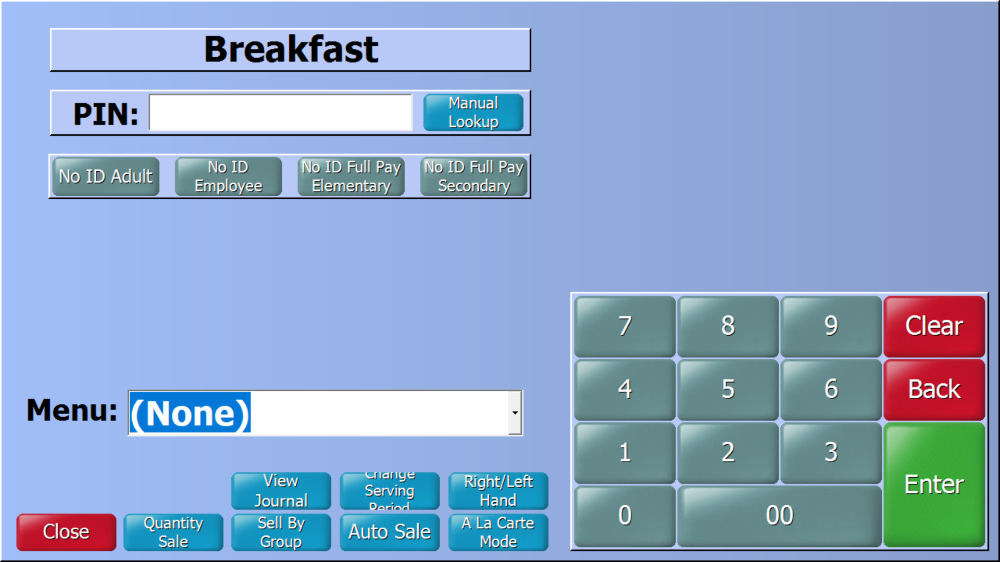 Breakfast
PIN:
Manual
Lookup
No ID Adult
No ID
Employee
No ID Full Pay
Elementary
No ID Full Pay
Secondary
7
8
9
Clear
4
5
6
Back
Menu:
(None)
1
2
3
Enter
0
00
View
Journal
Change
Serving
Period
Right/Left
Hand
Close
Quantity
Sale
Sell By
Group
Auto Sale
A La Carte
Mode